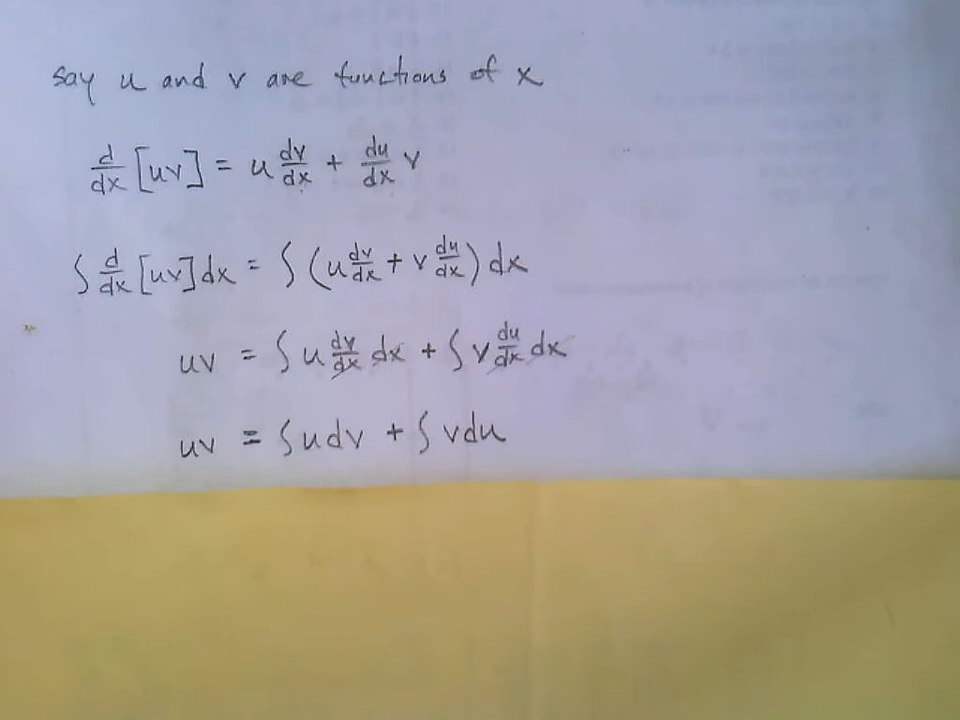 say u and v are functions of x
d/dx [uv] = u dv/dx + du/dx v
∫ d/dx [uv] dx = ∫ (u dv/dx + v du/dx) dx
uv = ∫ u dv/dx dx + ∫ v du/dx dx
uv = ∫ u dv + ∫ v du